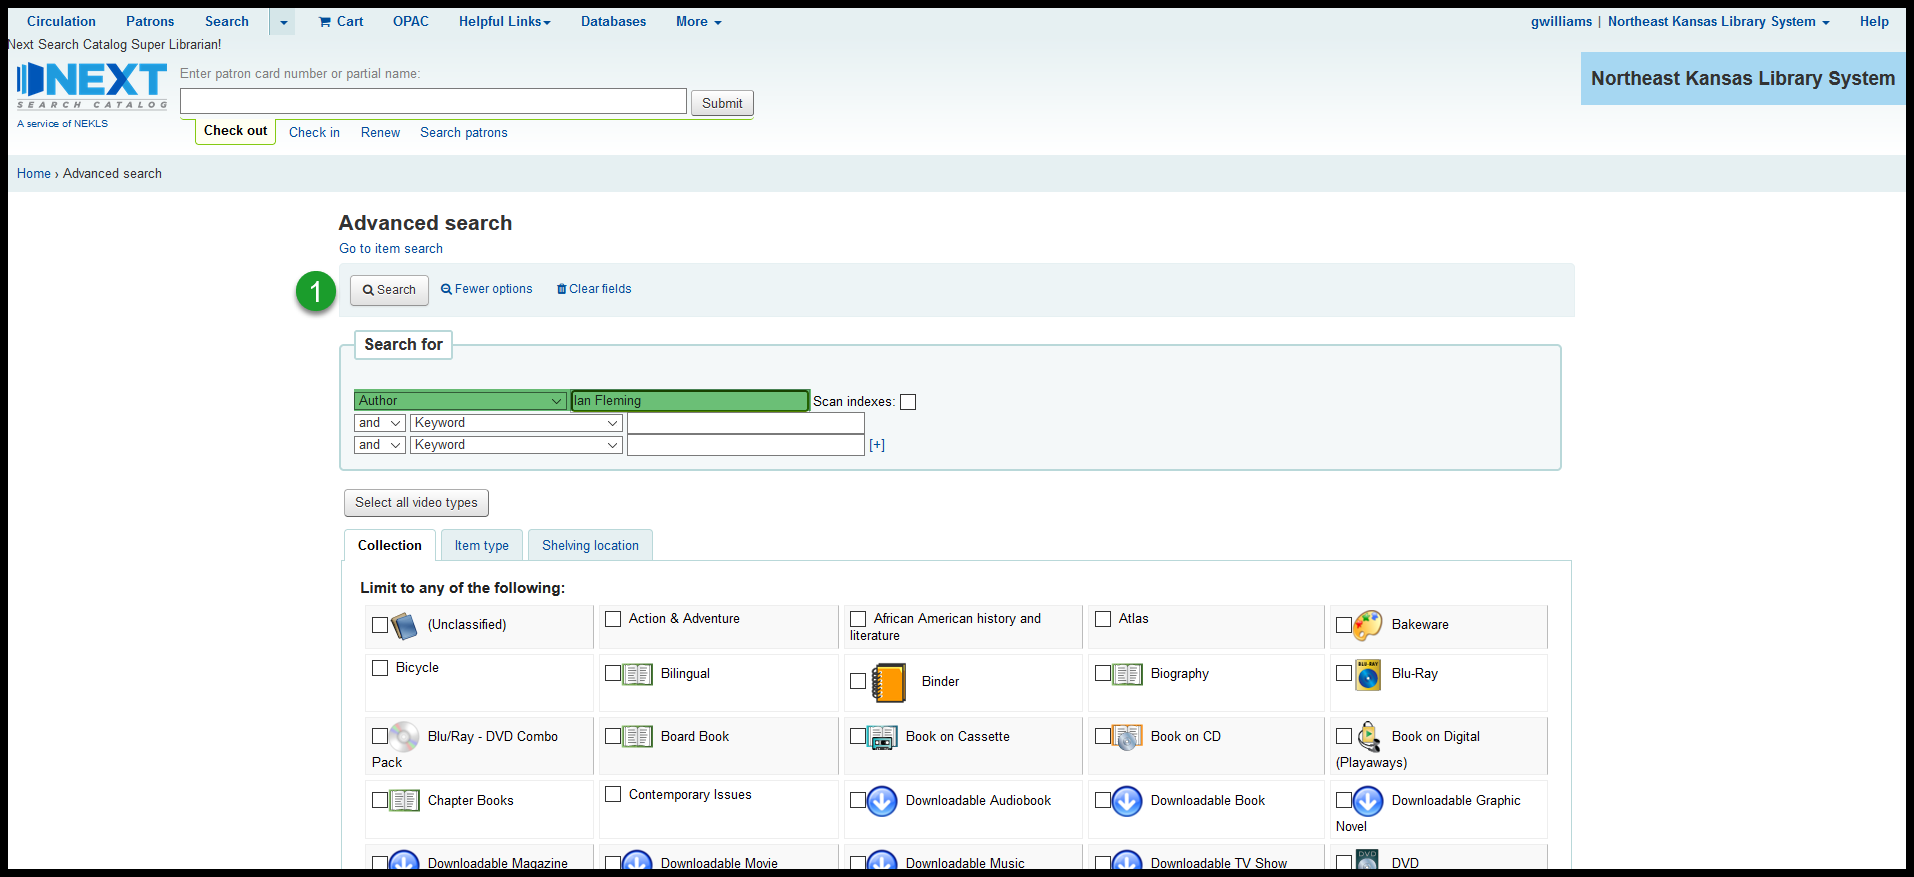 Circulation Patrons Search Cart OPAC Helpful Links Databases More gwilliams | Northeast Kansas Library System Help
Next Search Catalog Super Librarian!
NEXT
SEARCH CATALOG
A service of NEKLS
Enter patron card number or partial name:
Submit
Check out Check in Renew Search patrons
Northeast Kansas Library System
Home › Advanced search
Advanced search
Go to item search
1 Search Fewer options Clear fields
Search for
Author Ian Fleming Scan indexes:
and Keyword
and Keyword [+]
Select all video types
Collection Item type Shelving location
Limit to any of the following:
(Unclassified) Action & Adventure African American history and literature Atlas Bakeware
Bicycle Bilingual Binder Biography Blu-Ray
BLU-RAY
Blu/Ray - DVD Combo Pack Board Book Book on Cassette Book on CD Book on Digital (Playaways)
Chapter Books Contemporary Issues Downloadable Audiobook Downloadable Book Downloadable Graphic Novel
Downloadable Magazine Downloadable Movie Downloadable Music Downloadable TV Show DVD DVD